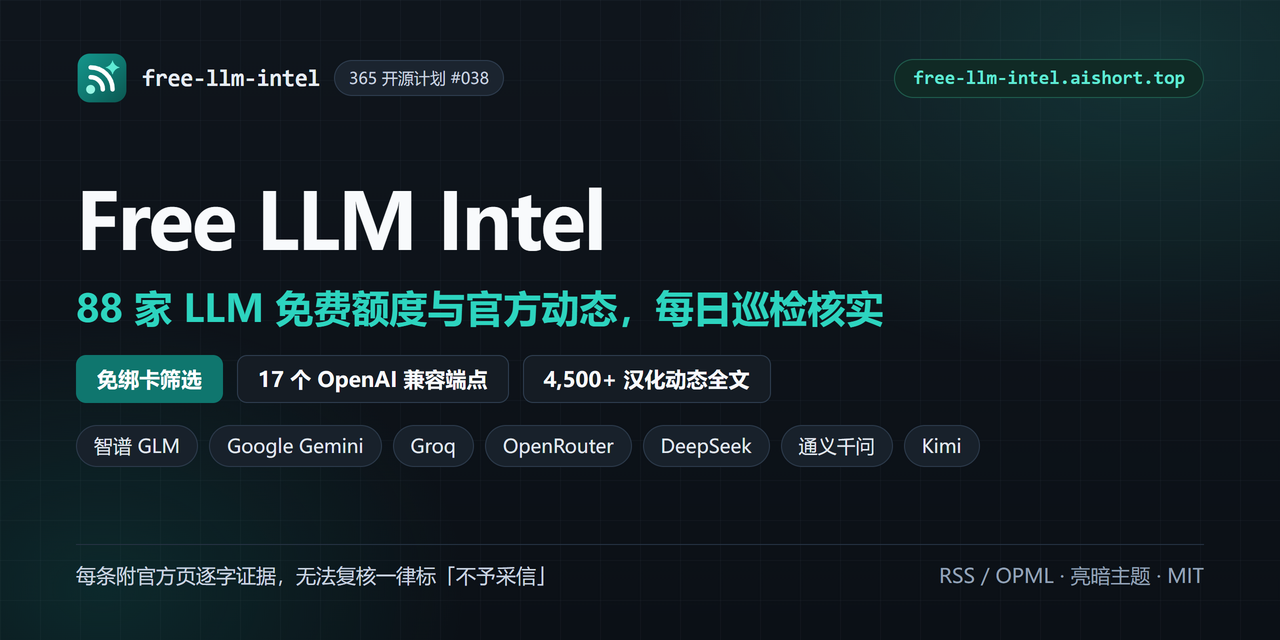 free-llm-intel 365 开源计划 #038 free-llm-intel.aishort.top
Free LLM Intel
88 家 LLM 免费额度与官方动态，每日巡检核实
免绑卡筛选 17 个 OpenAI 兼容端点 4,500+ 汉化动态全文
智谱 GLM Google Gemini Groq OpenRouter DeepSeek 通义千问 Kimi
每条附官方页逐字证据，无法复核一律标「不予采信」 RSS / OPML · 亮暗主题 · MIT